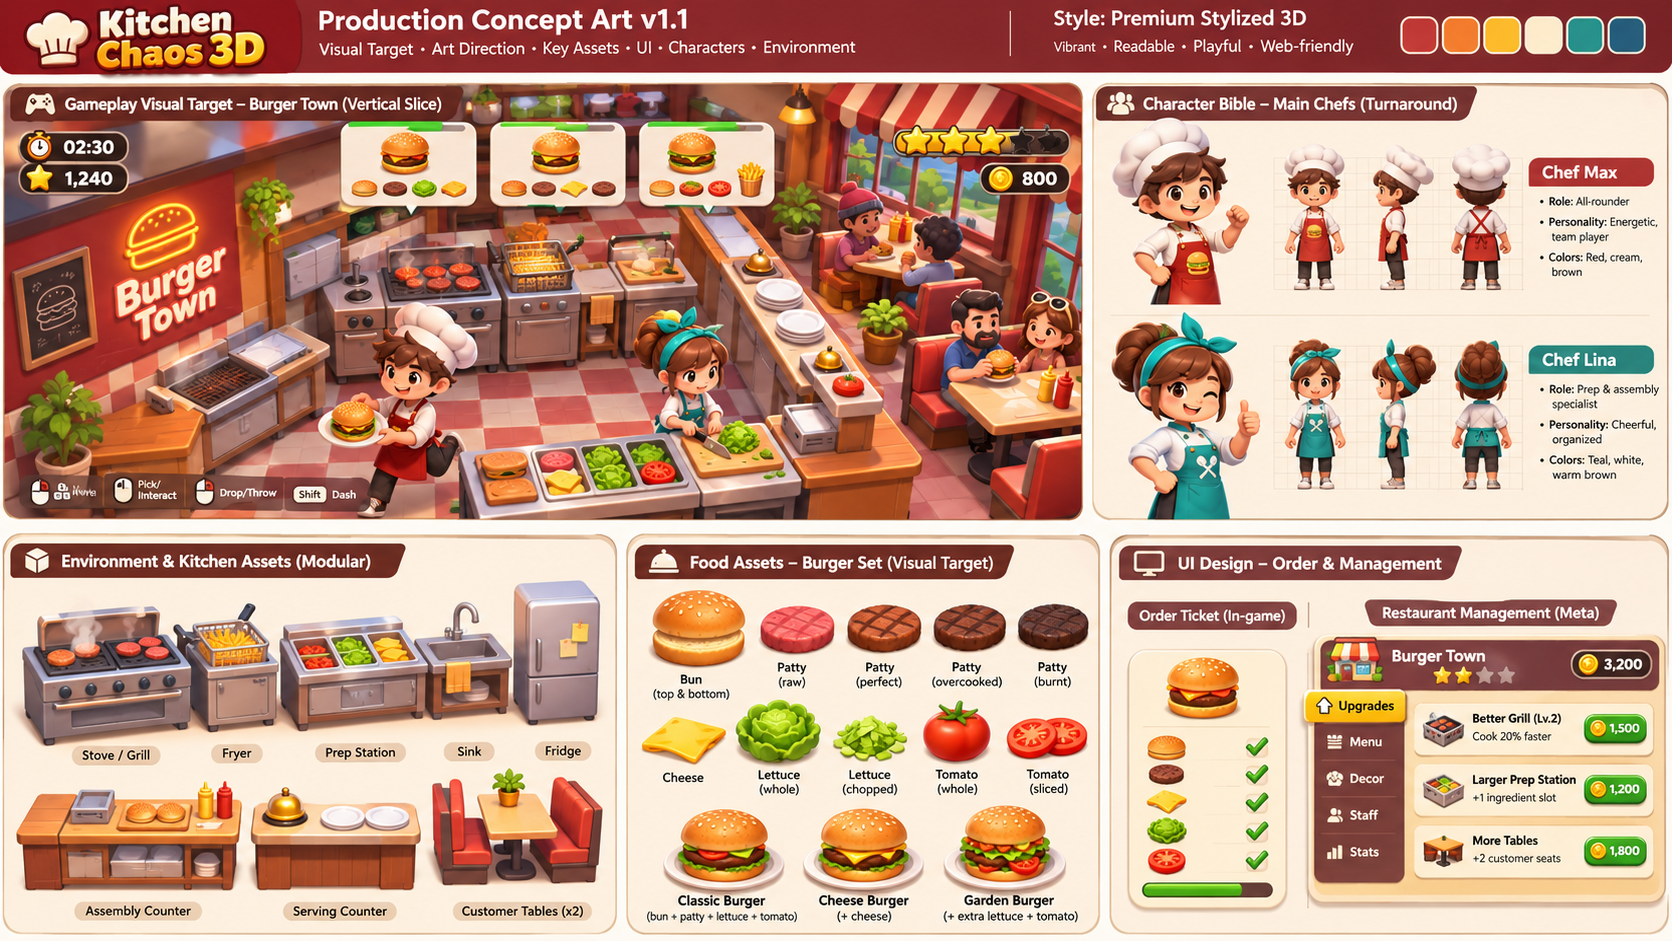 Kitchen
Chaos 3D
Production Concept Art v1.1
Visual Target • Art Direction • Key Assets • UI • Characters • Environment
Style: Premium Stylized 3D
Vibrant • Readable • Playful • Web-friendly
Gameplay Visual Target – Burger Town (Vertical Slice)
02:30
1,240
800
Burger
Town
Pick/
Interact
Drop/Throw
Shift Dash
Character Bible – Main Chefs (Turnaround)
Chef Max
• Role: All-rounder
• Personality: Energetic,
team player
• Colors: Red, cream,
brown
Chef Lina
• Role: Prep & assembly
specialist
• Personality: Cheerful,
organized
• Colors: Teal, white,
warm brown
Environment & Kitchen Assets (Modular)
Stove / Grill
Fryer
Prep Station
Sink
Fridge
Assembly Counter
Serving Counter
Customer Tables (x2)
Food Assets – Burger Set (Visual Target)
Bun
(top & bottom)
Patty
(raw)
Patty
(perfect)
Patty
(overcooked)
Patty
(burnt)
Cheese
Lettuce
(whole)
Lettuce
(chopped)
Tomato
(whole)
Tomato
(sliced)
Classic Burger
(bun + patty + lettuce + tomato)
Cheese Burger
(+ cheese)
Garden Burger
(+ extra lettuce + tomato)
UI Design – Order & Management
Order Ticket (In-game)
Restaurant Management (Meta)
Burger Town
3,200
Upgrades
Menu
Decor
Staff
Stats
Better Grill (Lv.2)
Cook 20% faster
1,500
Larger Prep Station
+1 ingredient slot
1,200
More Tables
+2 customer seats
1,800